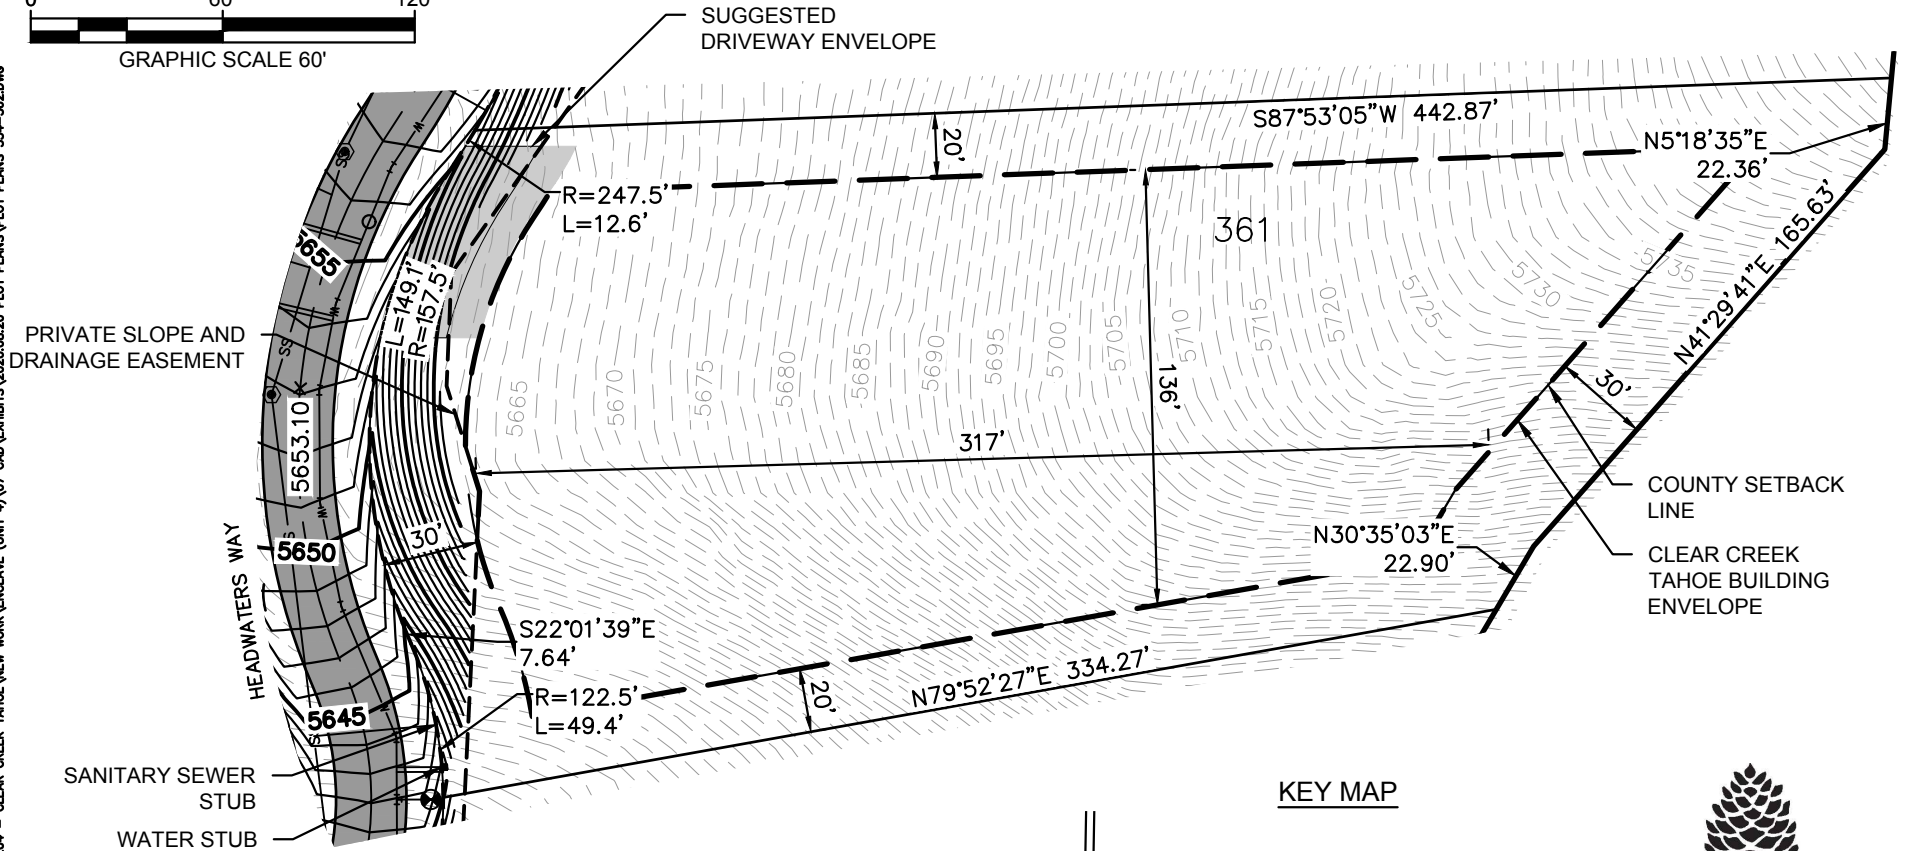 0 60 120
GRAPHIC SCALE 60'
SUGGESTED
DRIVEWAY ENVELOPE
S87°53'05"W 442.87'
20'
N5°18'35"E
22.36'
R=247.5'
L=12.6'
361
N41°29'41"E 165.63'
5655
L=149.1'
R=157.5'
PRIVATE SLOPE AND
DRAINAGE EASEMENT
5665
5670
5675
5680
5685
5690
5695
5700
5705
5710
5715
5720
5725
5730
5735
136'
30'
5653.10
317'
COUNTY SETBACK
LINE
HEADWATERS WAY
5650
30'
N30°35'03"E
22.90'
CLEAR CREEK
TAHOE BUILDING
ENVELOPE
S22°01'39"E
7.64'
R=122.5'
L=49.4'
20'
N79°52'27"E 334.27'
5645
SANITARY SEWER
STUB
WATER STUB
KEY MAP
W
SS
W
SS
W